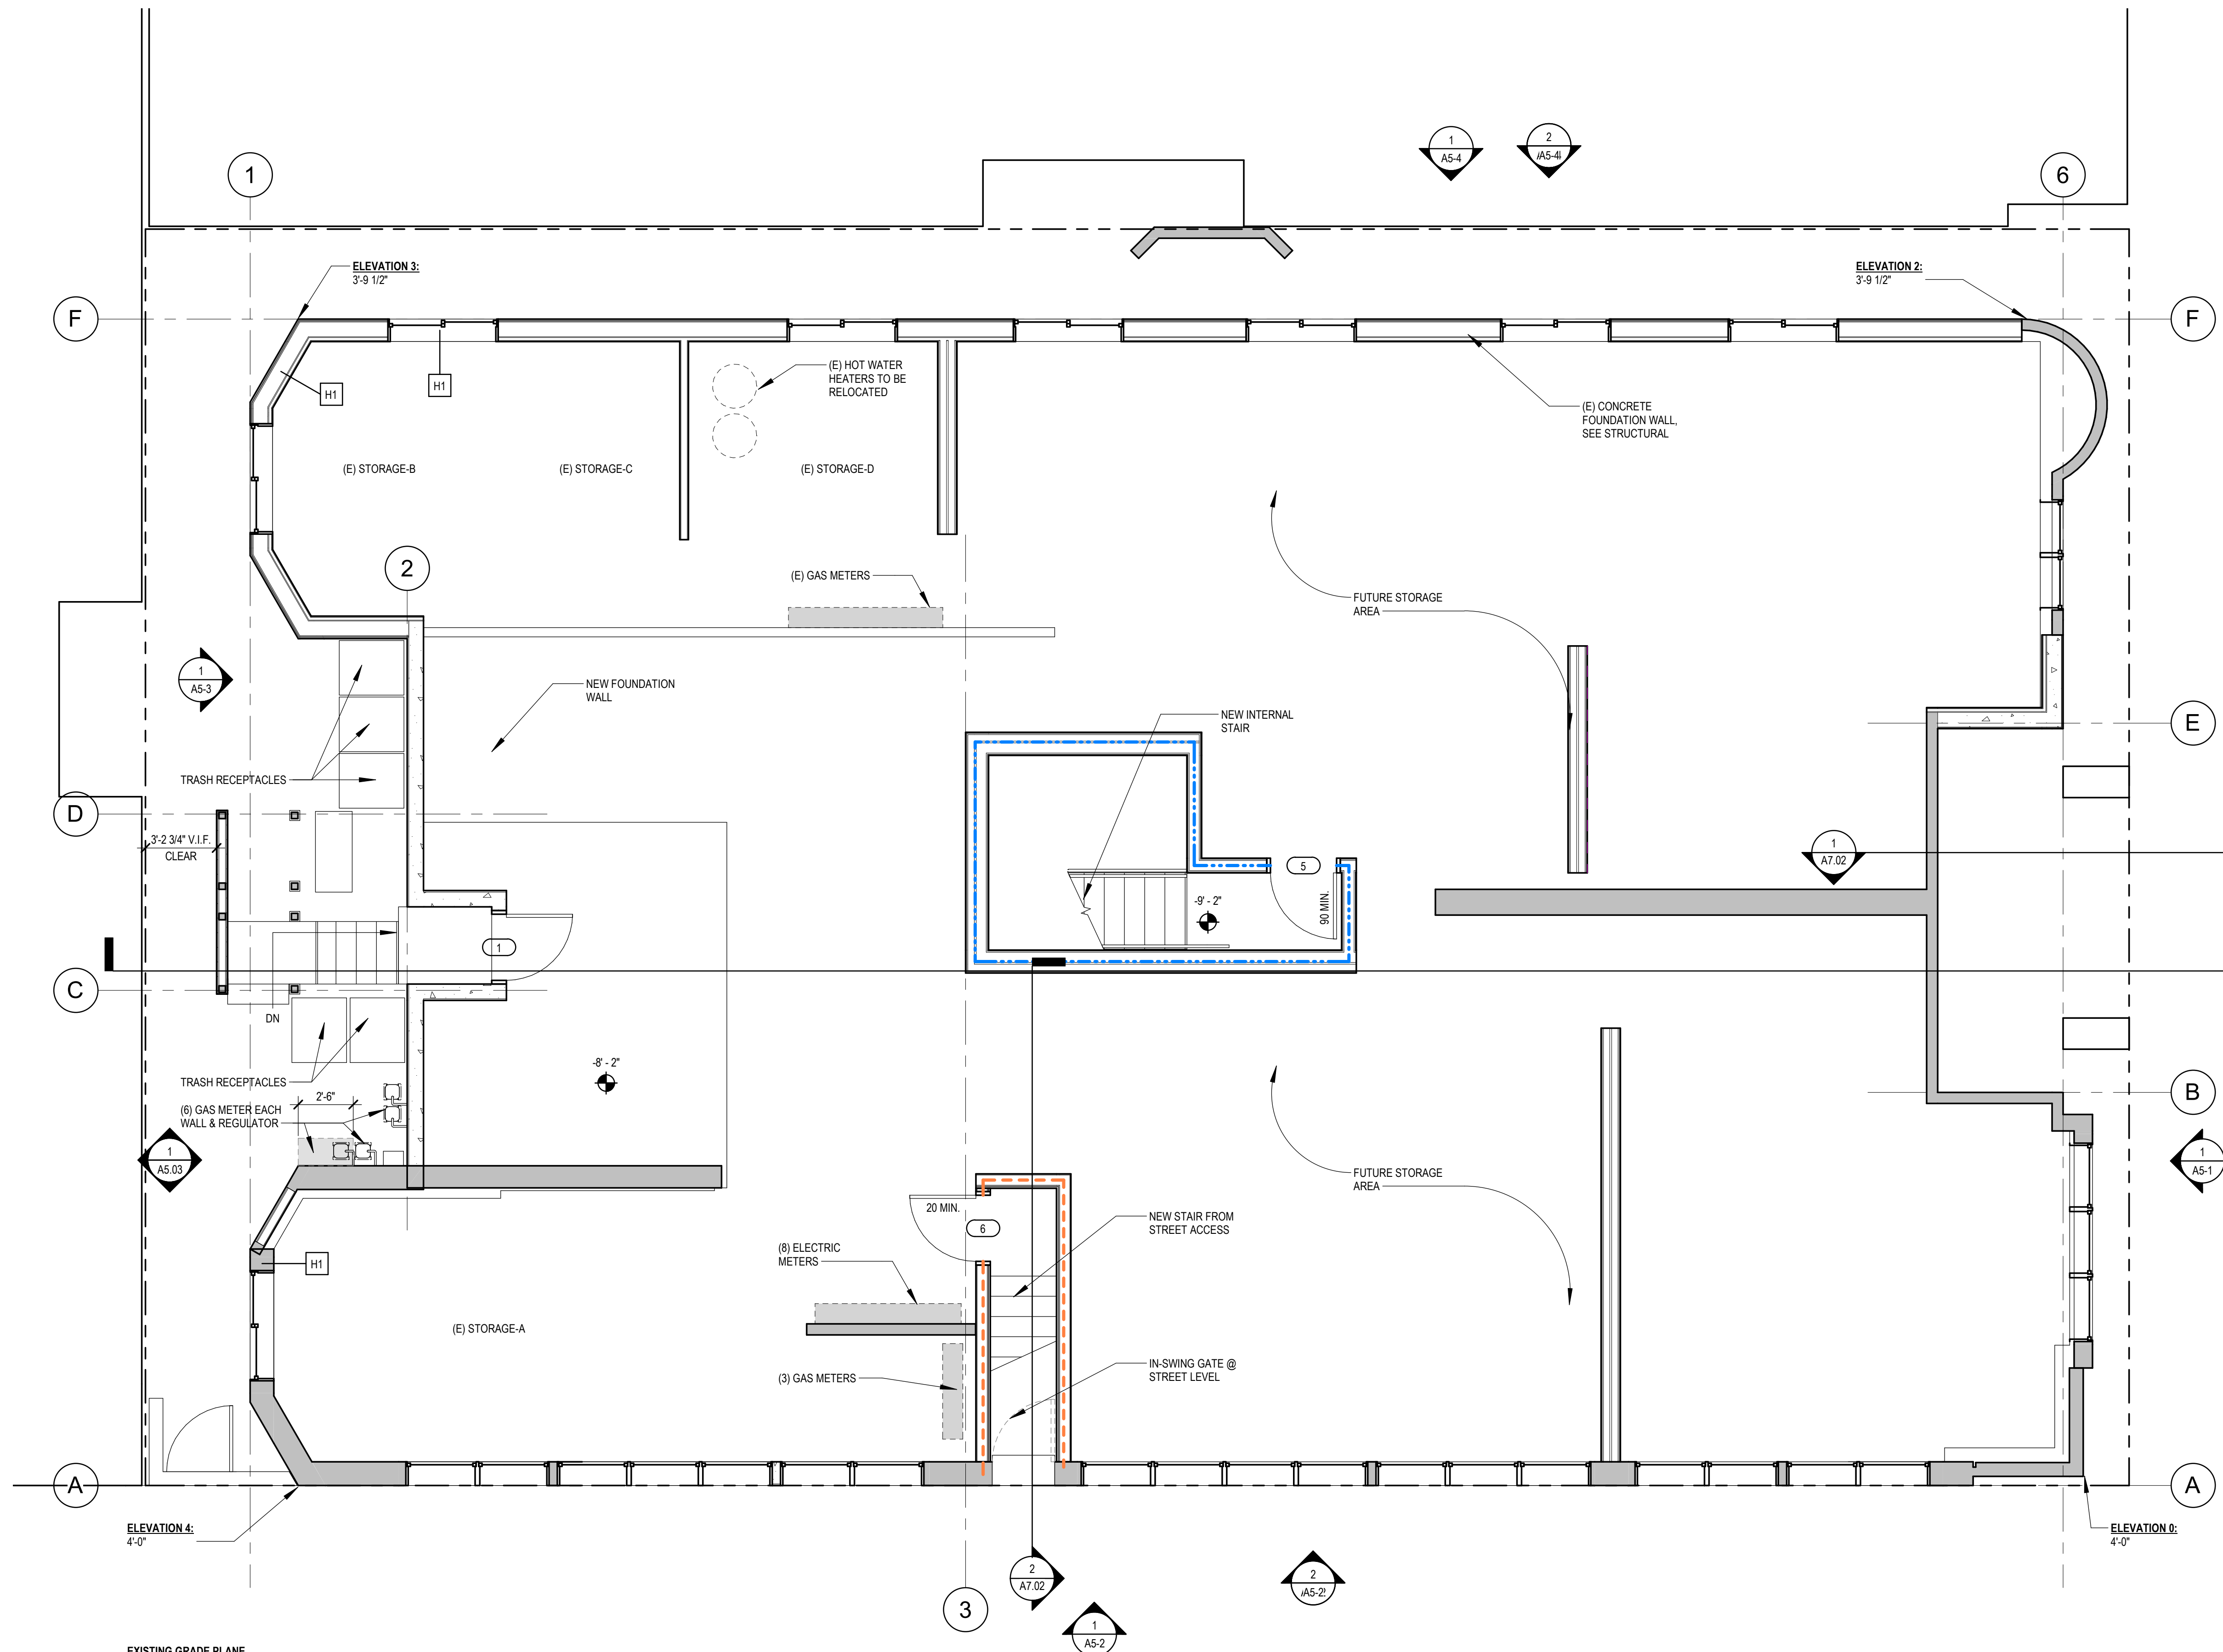 1
A5-4
2
A5-4
1
6
ELEVATION 3:
3'-9 1/2"
ELEVATION 2:
3'-9 1/2"
F
F
H1
H1
(E) HOT WATER
HEATERS TO BE
RELOCATED
(E) CONCRETE
FOUNDATION WALL,
SEE STRUCTURAL
(E) STORAGE-B
(E) STORAGE-C
(E) STORAGE-D
2
(E) GAS METERS
FUTURE STORAGE
AREA
1
A5-3
NEW FOUNDATION
WALL
NEW INTERNAL
STAIR
E
TRASH RECEPTACLES
D
3'-2 3/4" V.I.F.
CLEAR
1
A7.02
5
90 MIN.
-9' - 2"
1
C
DN
-8' - 2"
TRASH RECEPTACLES
2'-6"
(6) GAS METER EACH
WALL & REGULATOR
B
1
A5.03
1
A5-1
FUTURE STORAGE
AREA
20 MIN.
6
NEW STAIR FROM
STREET ACCESS
(8) ELECTRIC
METERS
H1
(E) STORAGE-A
IN-SWING GATE @
STREET LEVEL
(3) GAS METERS
A
A
ELEVATION 4:
4'-0"
ELEVATION 0:
4'-0"
2
A7.02
2
3
1
A5-2
EXISTING GRADE PLANE